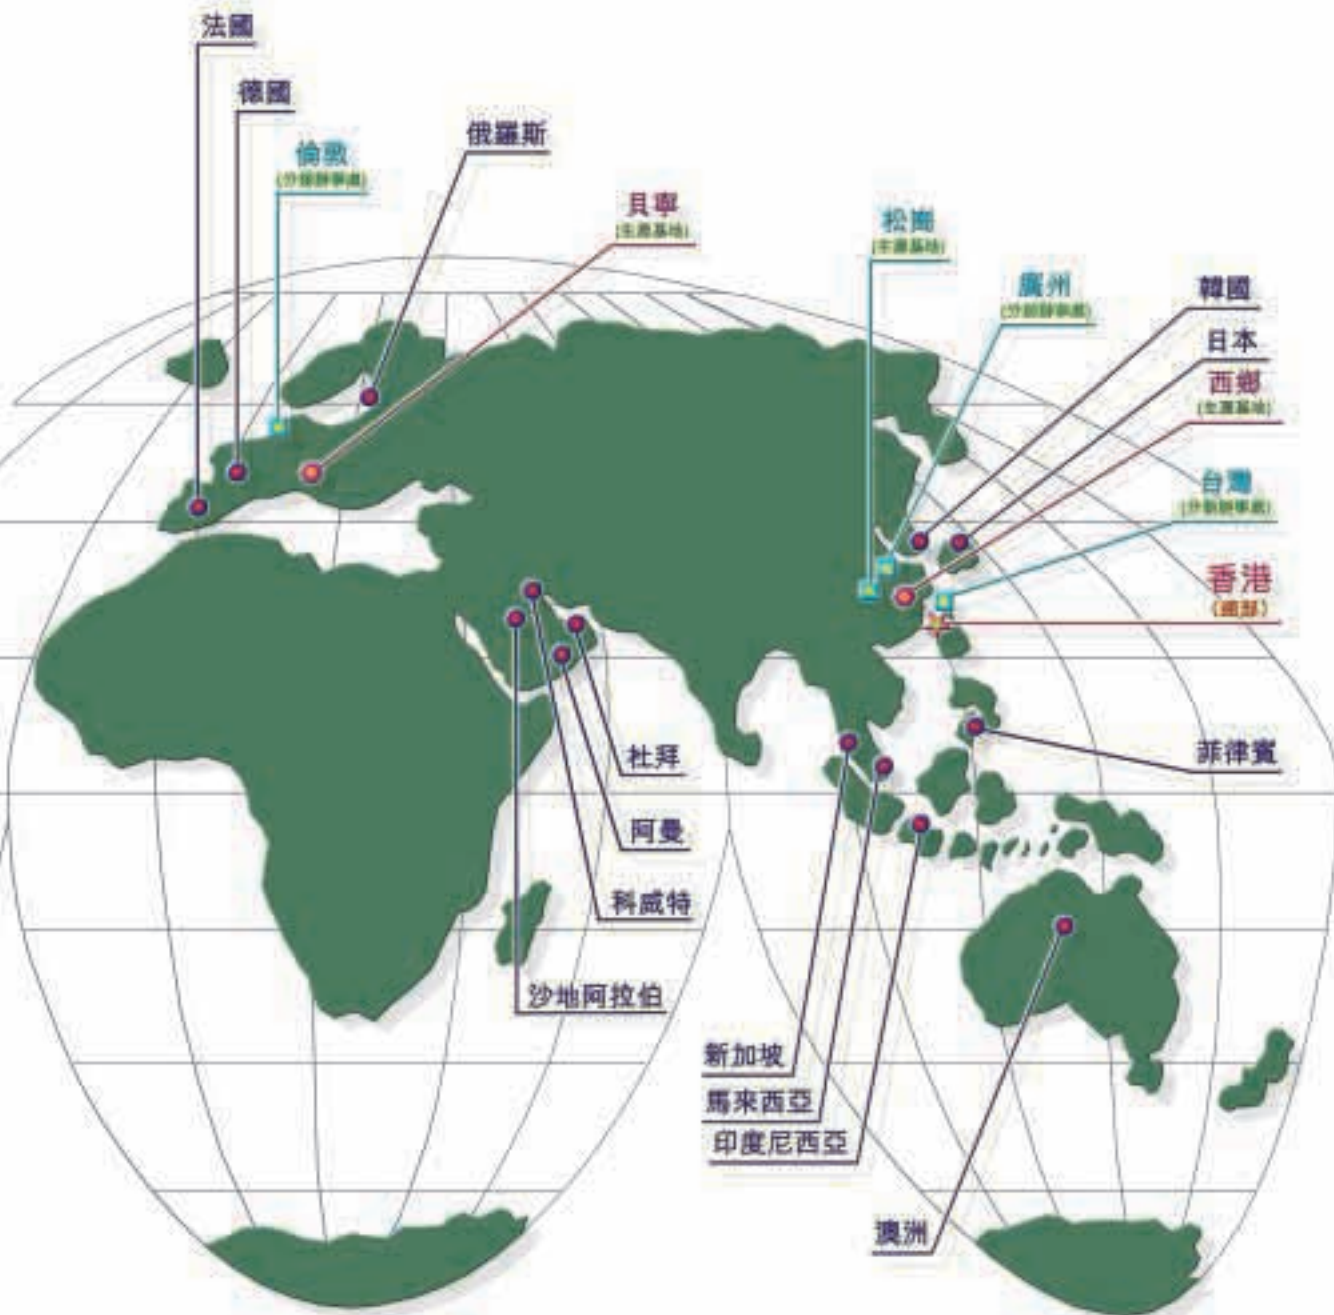 法國
德國
倫敦
(分銷辦事處)
俄羅斯
貝寧
(生產基地)
松崗
(生產基地)
廣州
(分銷辦事處)
韓國
日本
西鄉
(生產基地)
台灣
(分銷辦事處)
香港
(總部)
菲律賓
杜拜
阿曼
科威特
沙地阿拉伯
新加坡
馬來西亞
印度尼西亞
澳洲